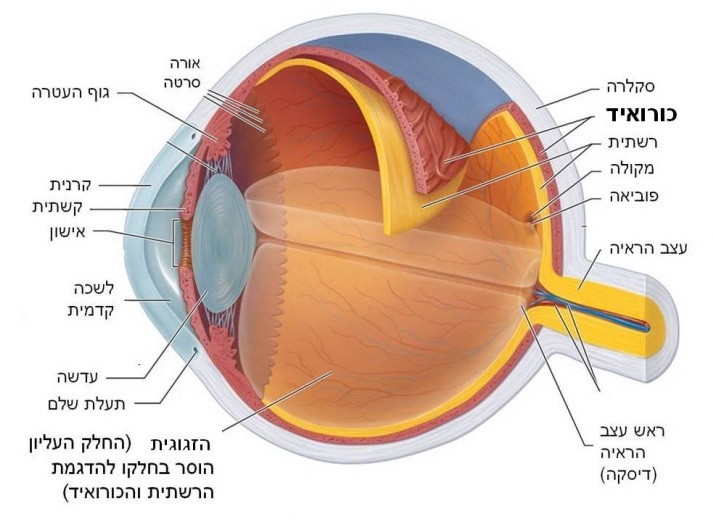 אורה
סרטה
גוף העטרה
קרנית
קשתית
אישון
לשכה
קדמית
עדשה
תעלת שלם
הזגוגית (החלק העליון
הוסר בחלקו להדגמת
הרשתית והכורואיד)
סקלרה
כורואיד
רשתית
מקולה
פוביאה
עצב הראיה
ראש עצב
הראיה
(דיסקה)